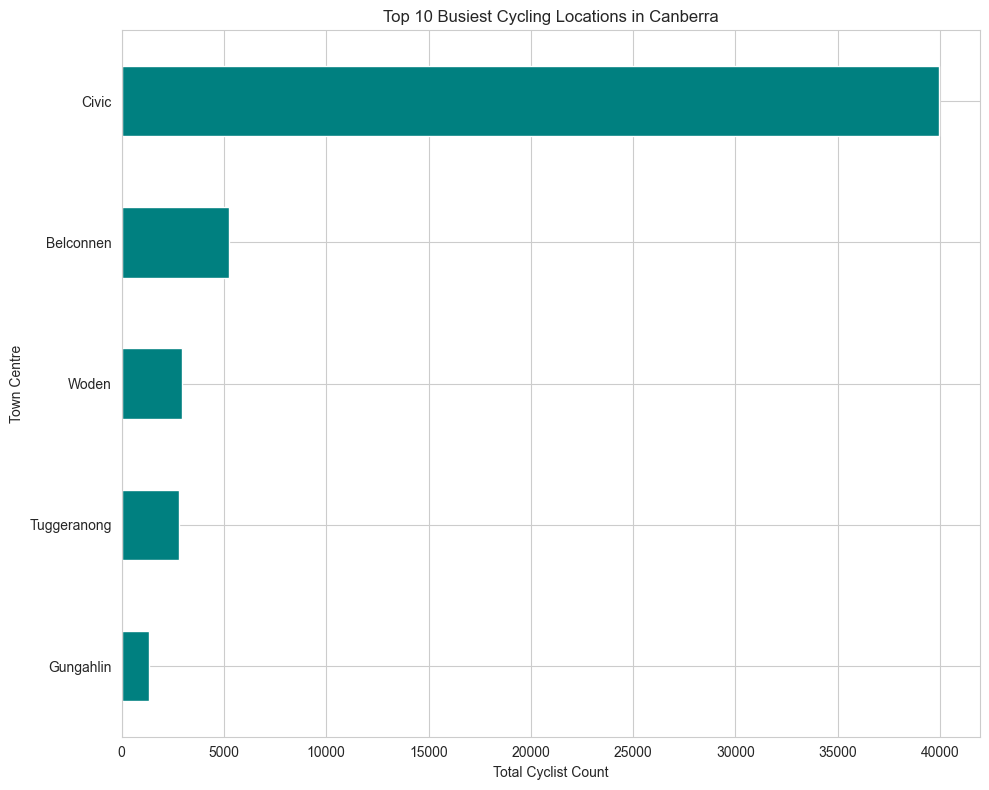 Top 10 Busiest Cycling Locations in Canberra
Town Centre
Civic
Belconnen
Woden
Tuggeranong
Gungahlin
0 5000 10000 15000 20000 25000 30000 35000 40000
Total Cyclist Count